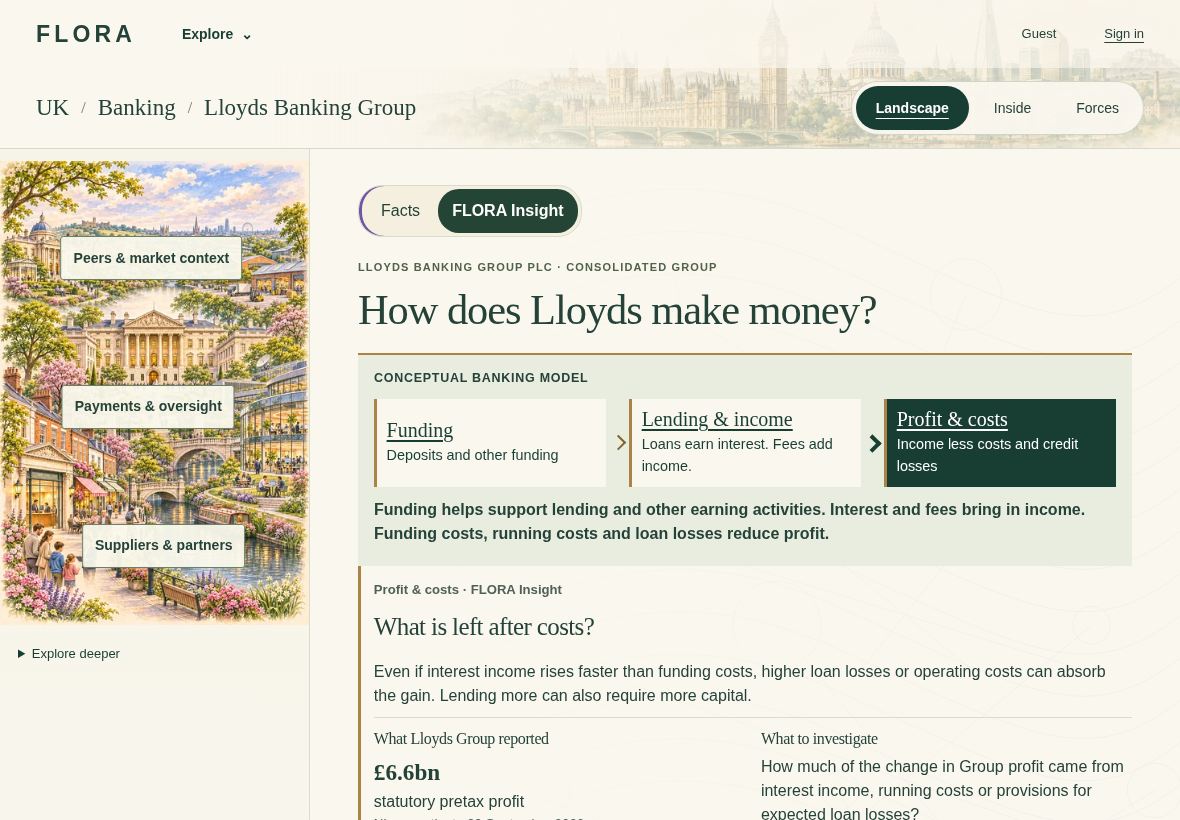 FLORA
Explore
Guest
Sign in
UK / Banking / Lloyds Banking Group
Landscape
Inside
Forces
Peers & market context
Payments & oversight
Suppliers & partners
Explore deeper
Facts
FLORA Insight
LLOYDS BANKING GROUP PLC · CONSOLIDATED GROUP
How does Lloyds make money?
CONCEPTUAL BANKING MODEL
Funding
Deposits and other funding
Lending & income
Loans earn interest. Fees add
income.
Profit & costs
Income less costs and credit
losses
Funding helps support lending and other earning activities. Interest and fees bring in income.
Funding costs, running costs and loan losses reduce profit.
Profit & costs · FLORA Insight
What is left after costs?
Even if interest income rises faster than funding costs, higher loan losses or operating costs can absorb
the gain. Lending more can also require more capital.
What Lloyds Group reported
£6.6bn
statutory pretax profit
What to investigate
How much of the change in Group profit came from
interest income, running costs or provisions for
expected loan losses?